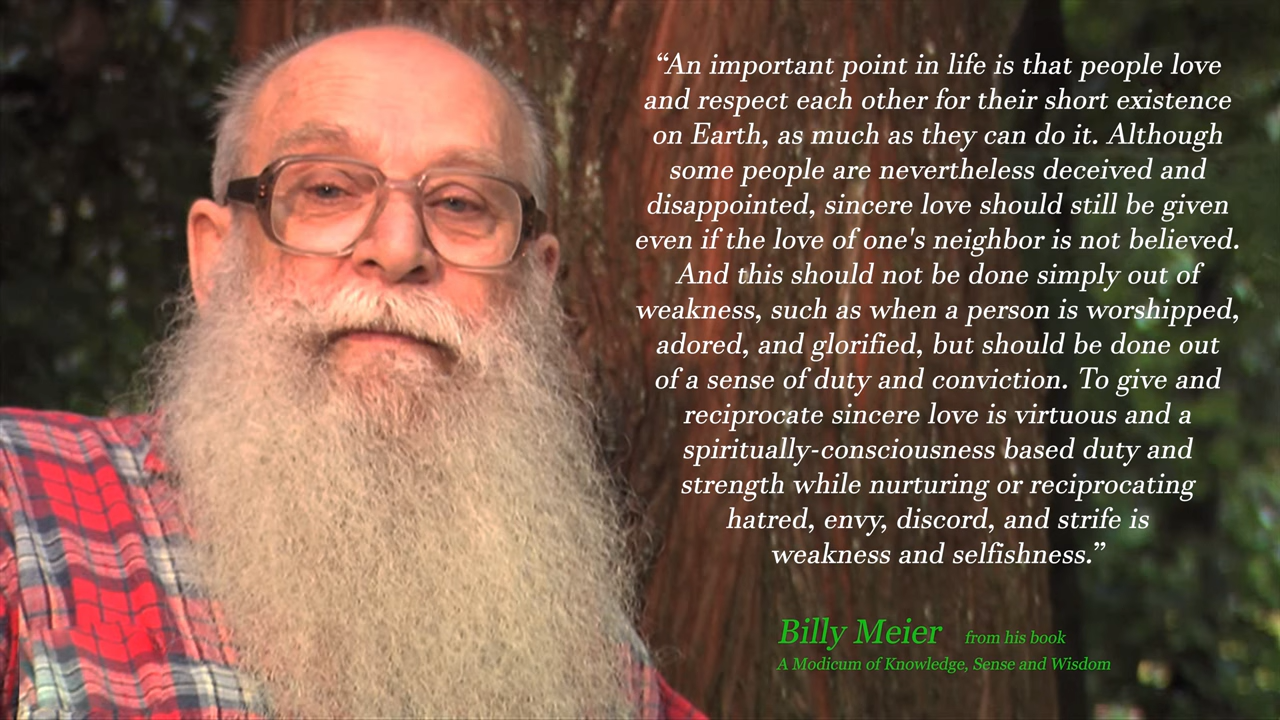 “An important point in life is that people love
and respect each other for their short existence
on Earth, as much as they can do it. Although
some people are nevertheless deceived and
disappointed, sincere love should still be given
even if the love of one's neighbor is not believed.
And this should not be done simply out of
weakness, such as when a person is worshipped,
adored, and glorified, but should be done out
of a sense of duty and conviction. To give and
reciprocate sincere love is virtuous and a
spiritually-consciousness based duty and
strength while nurturing or reciprocating
hatred, envy, discord, and strife is
weakness and selfishness.”
Billy Meier from his book
A Modicum of Knowledge, Sense and Wisdom